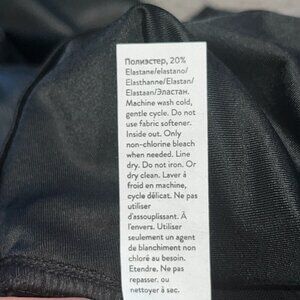 Полиэстер, 20%
Elastane/elastano/
Elasthanne/Elastan/
Elastaan/Эластан.
Machine wash cold,
gentle cycle. Do not
use fabric softener.
Inside out. Only
non-chlorine bleach
when needed. Line
dry. Do not iron. Or
dry clean. Laver à
froid en machine,
cycle délicat. Ne pas
utiliser
d'assouplissant. À
l'envers. Utiliser
seulement un agent
de blanchiment non
chloré au besoin.
Etendre. Ne pas
repasser, ou
nettoyer à sec.